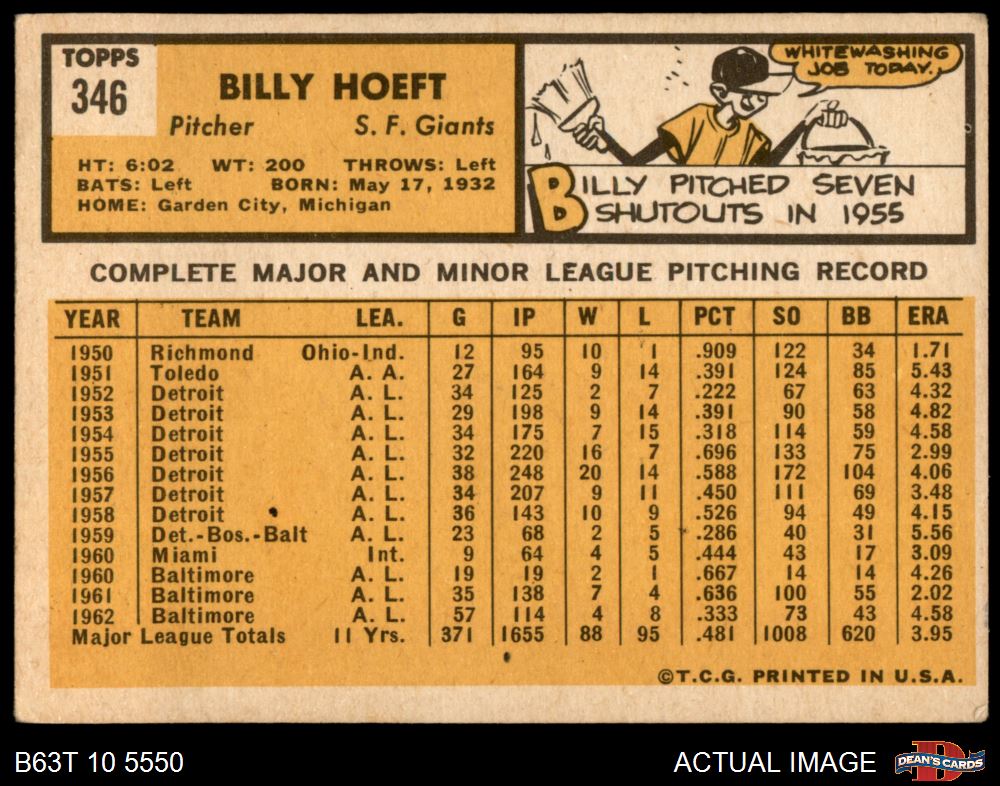 TOPPS
346
BILLY HOEFT
Pitcher S. F. Giants
HT: 6:02 WT: 200 THROWS: Left
BATS: Left BORN: May 17, 1932
HOME: Garden City, Michigan
WHITEWASHING
JOB TODAY.
BILLY PITCHED SEVEN
SHUTOUTS IN 1955
COMPLETE MAJOR AND MINOR LEAGUE PITCHING RECORD
YEAR TEAM LEA. G IP W L PCT SO BB ERA
1950 Richmond Ohio-Ind. 12 95 10 1 .909 122 34 1.71
1951 Toledo A. A. 27 164 9 14 .391 124 85 5.43
1952 Detroit A. L. 34 125 2 7 .222 67 63 4.32
1953 Detroit A. L. 29 198 9 14 .391 90 58 4.82
1954 Detroit A. L. 34 175 7 15 .318 114 59 4.58
1955 Detroit A. L. 32 220 16 7 .696 133 75 2.99
1956 Detroit A. L. 38 248 20 14 .588 172 104 4.06
1957 Detroit A. L. 34 207 9 11 .450 111 69 3.48
1958 Detroit A. L. 36 143 10 9 .526 94 49 4.15
1959 Det.-Bos.-Balt A. L. 23 68 2 5 .286 40 31 5.56
1960 Miami Int. 9 64 4 5 .444 43 17 3.09
1960 Baltimore A. L. 19 19 2 1 .667 14 14 4.26
1961 Baltimore A. L. 35 138 7 4 .636 100 55 2.02
1962 Baltimore A. L. 57 114 4 8 .333 73 43 4.58
Major League Totals 11 Yrs. 371 1655 88 95 .481 1008 620 3.95
©T.C.G. PRINTED IN U.S.A.
B63T 10 5550 ACTUAL IMAGE DEAN'S CARDS